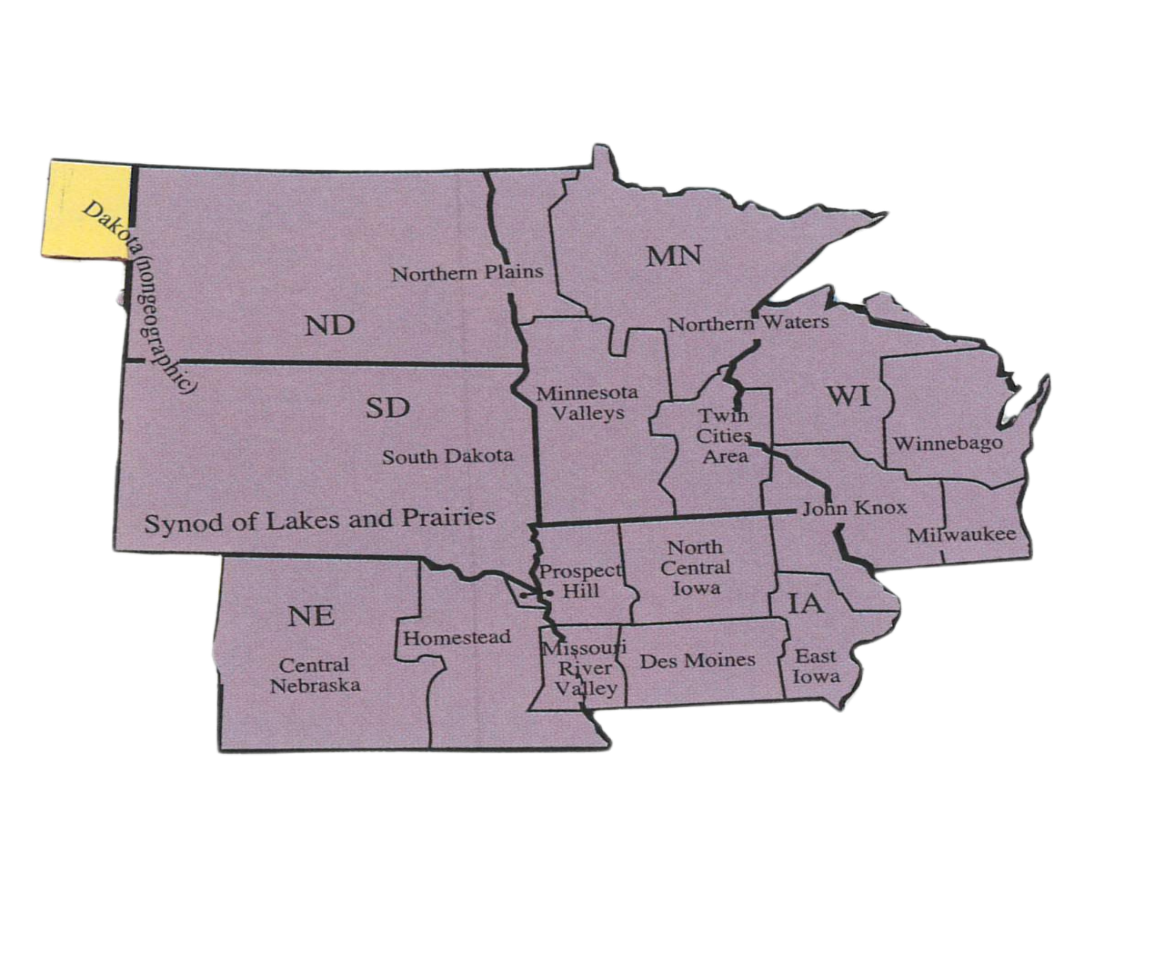 Dakota (nongeographic)
MN
Northern Plains
ND
Northern Waters
Minnesota
Valleys
WI
SD
Twin
Cities
Area
Winnebago
South Dakota
John Knox
Synod of Lakes and Prairies
Milwaukee
North
Central
Iowa
Prospect
Hill
IA
NE
Homestead
Missouri
River
Valley
Des Moines
East
Iowa
Central
Nebraska